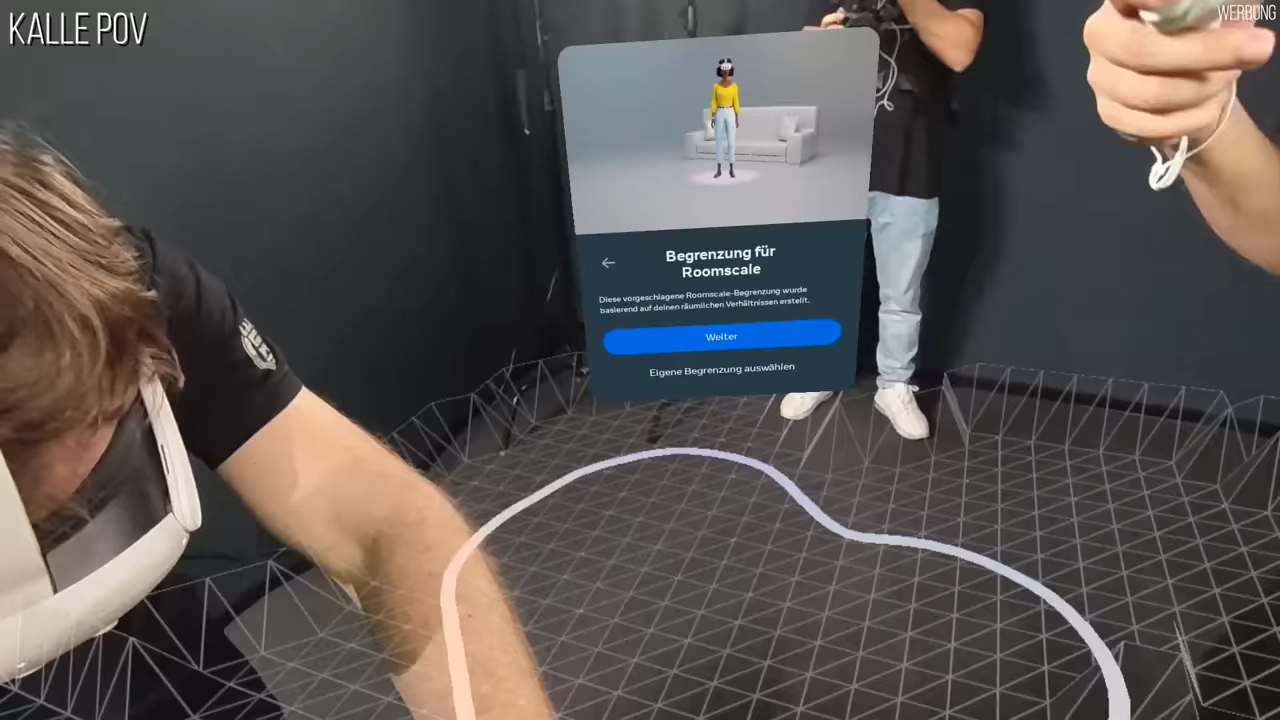 KALLE POV
WERBUNG
Begrenzung für
Roomscale
Diese vorgeschlagene Roomscale-Begrenzung wurde
basierend auf deinen räumlichen Verhältnissen erstellt.
Weiter
Eigene Begrenzung auswählen